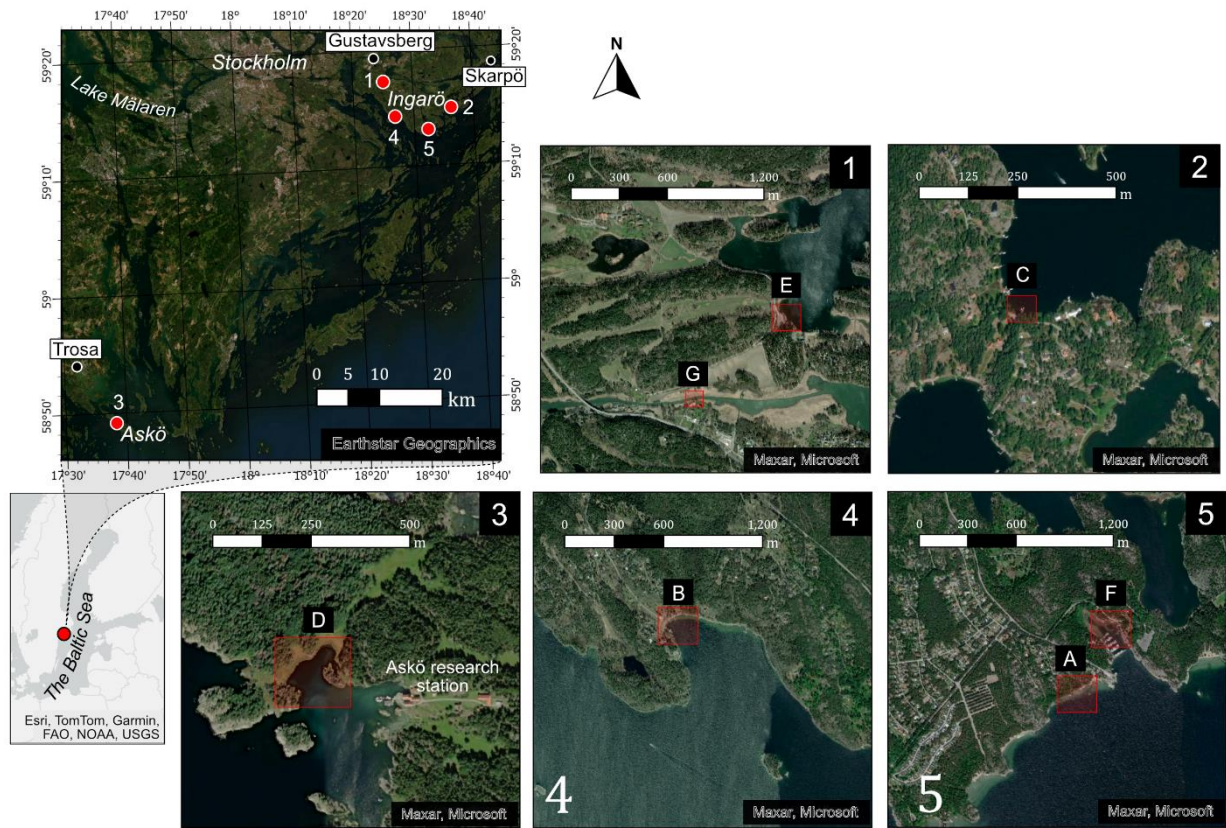 17°40' 17°50' 18° 18°10' 18°20' 18°30' 18°40'
Gustavsberg
Stockholm
Skarpö
59°20'
59°20'
Lake Mälaren
1
Ingarö
2
4
5
59°10'
59°10'
59°
59°
Trosa
0 5 10 20
km
58°50'
58°50'
3
Askö
Earthstar Geographics
17°30' 17°40' 17°50' 18° 18°10' 18°20' 18°30' 18°40'
N
1
0 300 600 1,200
m
E
G
Maxar, Microsoft
2
0 125 250 500
m
C
Maxar, Microsoft
The Baltic Sea
Esri, TomTom, Garmin,
FAO, NOAA, USGS
3
0 125 250 500
m
D
Askö research
station
Maxar, Microsoft
4
0 300 600 1,200
m
B
4
Maxar, Microsoft
5
0 300 600 1,200
m
F
A
5
Maxar, Microsoft